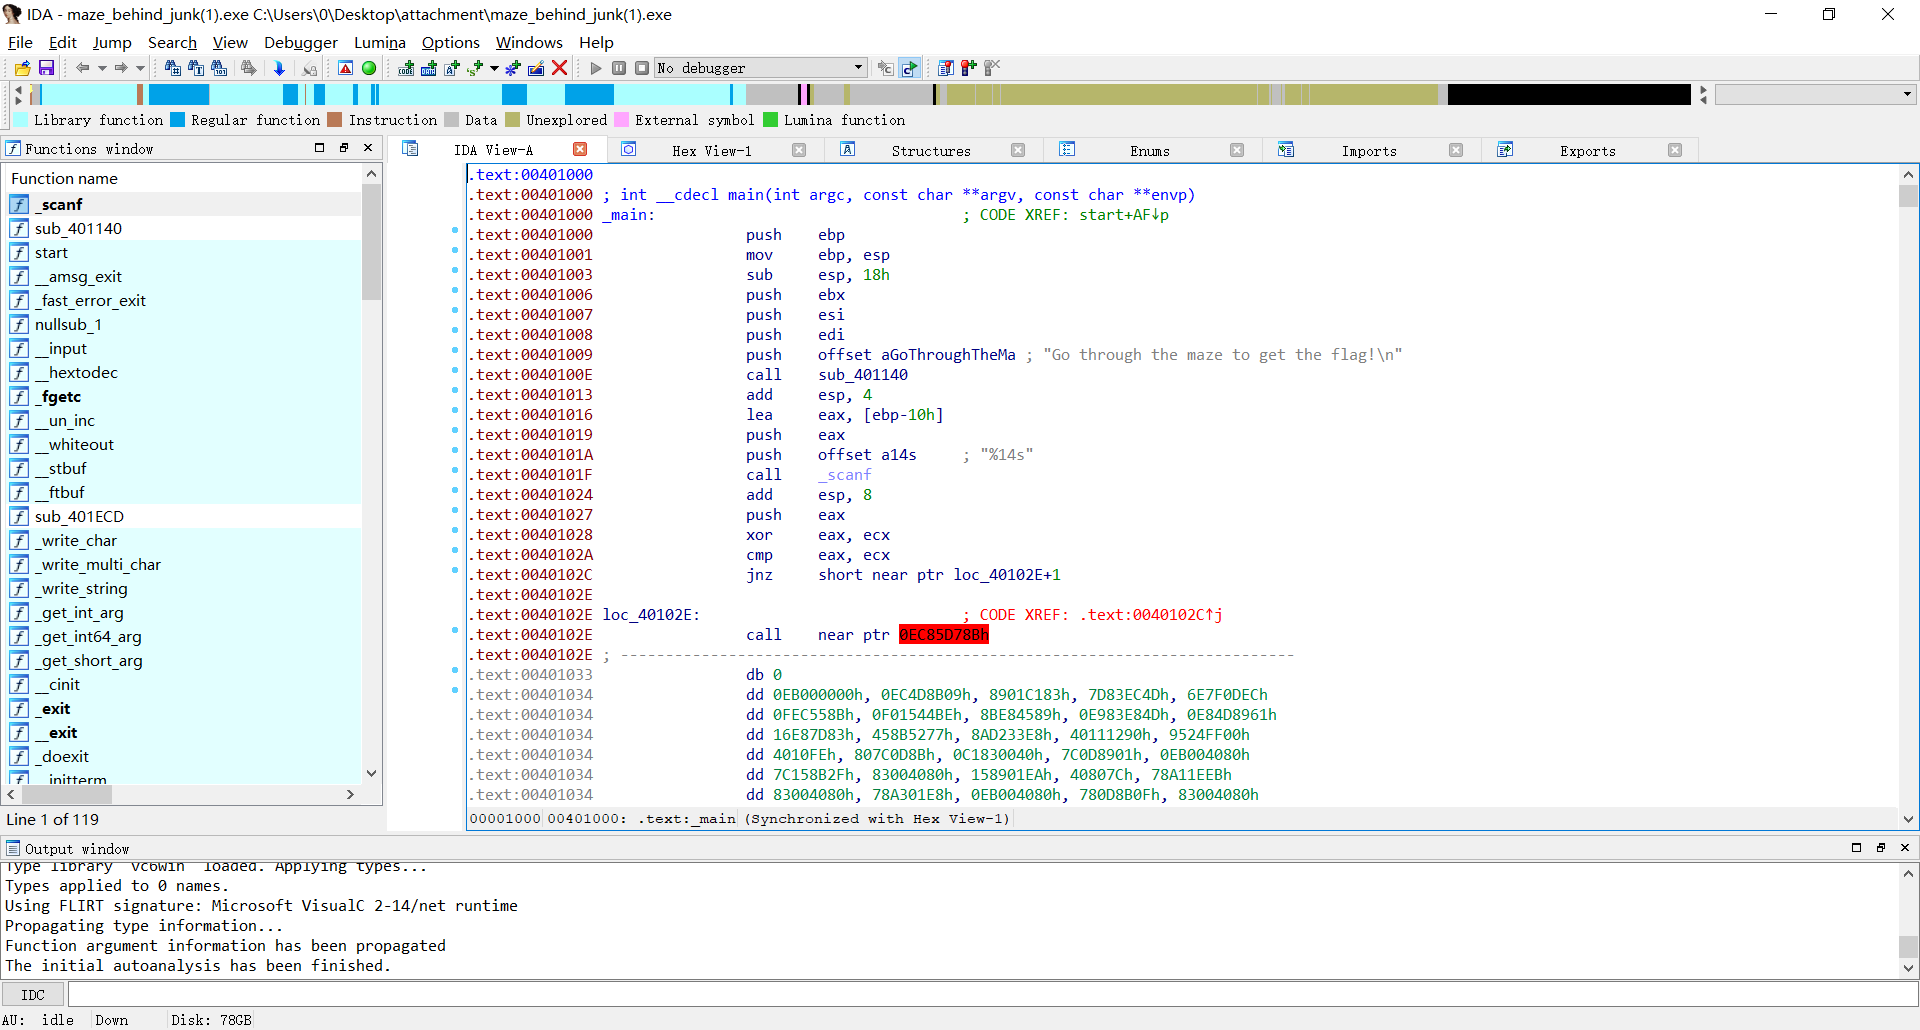 IDA - maze_behind_junk(1).exe C:\Users\0\Desktop\attachment\maze_behind_junk(1).exe
File Edit Jump Search View Debugger Lumina Options Windows Help
No debugger
Library function Regular function Instruction Data Unexplored External symbol Lumina function
Functions window
Function name
_scanf
sub_401140
start
__amsg_exit
_fast_error_exit
nullsub_1
__input
__hextodec
_fgetc
__un_inc
__whiteout
__stbuf
__ftbuf
sub_401ECD
_write_char
_write_multi_char
_write_string
_get_int_arg
_get_int64_arg
_get_short_arg
__cinit
_exit
__exit
_doexit
__initterm
Line 1 of 119
IDA View-A Hex View-1 Structures Enums Imports Exports
.text:00401000
.text:00401000 ; int __cdecl main(int argc, const char **argv, const char **envp)
.text:00401000 _main: ; CODE XREF: start+AF↓p
.text:00401000 push ebp
.text:00401001 mov ebp, esp
.text:00401003 sub esp, 18h
.text:00401006 push ebx
.text:00401007 push esi
.text:00401008 push edi
.text:00401009 push offset aGoThroughTheMa ; "Go through the maze to get the flag!\n"
.text:0040100E call sub_401140
.text:00401013 add esp, 4
.text:00401016 lea eax, [ebp-10h]
.text:00401019 push eax
.text:0040101A push offset a14s ; "%14s"
.text:0040101F call _scanf
.text:00401024 add esp, 8
.text:00401027 push eax
.text:00401028 xor eax, ecx
.text:0040102A cmp eax, ecx
.text:0040102C jnz short near ptr loc_40102E+1
.text:0040102E
.text:0040102E loc_40102E: ; CODE XREF: .text:0040102C↑j
.text:0040102E call near ptr 0EC85D78Bh
.text:0040102E ; ---------------------------------------------------------------------------
.text:00401033 db 0
.text:00401034 dd 0EB000000h, 0EC4D8B09h, 8901C183h, 7D83EC4Dh, 6E7F0DECh
.text:00401034 dd 0FEC558Bh, 0F01544BEh, 8BE84589h, 0E983E84Dh, 0E84D8961h
.text:00401034 dd 16E87D83h, 458B5277h, 8AD233E8h, 40111290h, 9524FF00h
.text:00401034 dd 4010FEh, 807C0D8Bh, 0C1830040h, 7C0D8901h, 0EB004080h
.text:00401034 dd 7C158B2Fh, 83004080h, 158901EAh, 40807Ch, 78A11EEBh
.text:00401034 dd 83004080h, 78A301E8h, 0EB004080h, 780D8B0Fh, 83004080h
00001000 00401000: .text:_main (Synchronized with Hex View-1)
Output window
Type library 'vc6win' loaded. Applying types...
Types applied to 0 names.
Using FLIRT signature: Microsoft VisualC 2-14/net runtime
Propagating type information...
Function argument information has been propagated
The initial autoanalysis has been finished.
IDC
AU: idle Down Disk: 78GB